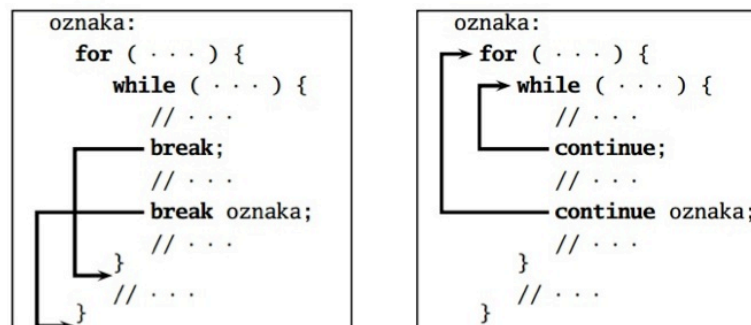 oznaka:
for ( · · · ) {
while ( · · · ) {
// · · ·
break;
// · · ·
break oznaka;
// · · ·
}
// · · ·
}
oznaka:
for ( · · · ) {
while ( · · · ) {
// · · ·
continue;
// · · ·
continue oznaka;
// · · ·
}
// · · ·
}